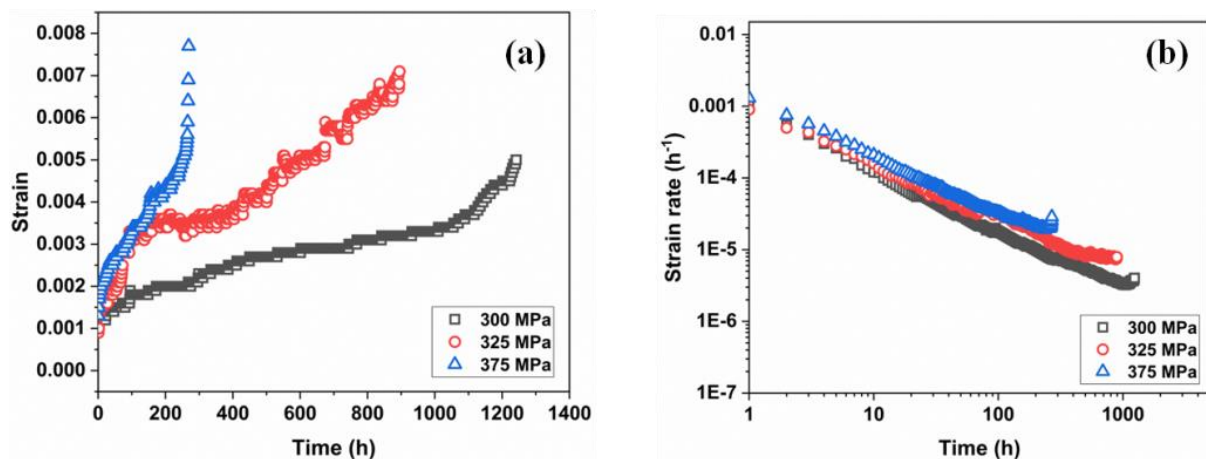 (a)
Strain
0.008
0.007
0.006
0.005
0.004
0.003
0.002
0.001
0.000
0 200 400 600 800 1000 1200 1400
Time (h)
300 MPa
325 MPa
375 MPa
(b)
Strain rate (h⁻¹)
0.01
0.001
1E-4
1E-5
1E-6
1E-7
1 10 100 1000
Time (h)
300 MPa
325 MPa
375 MPa